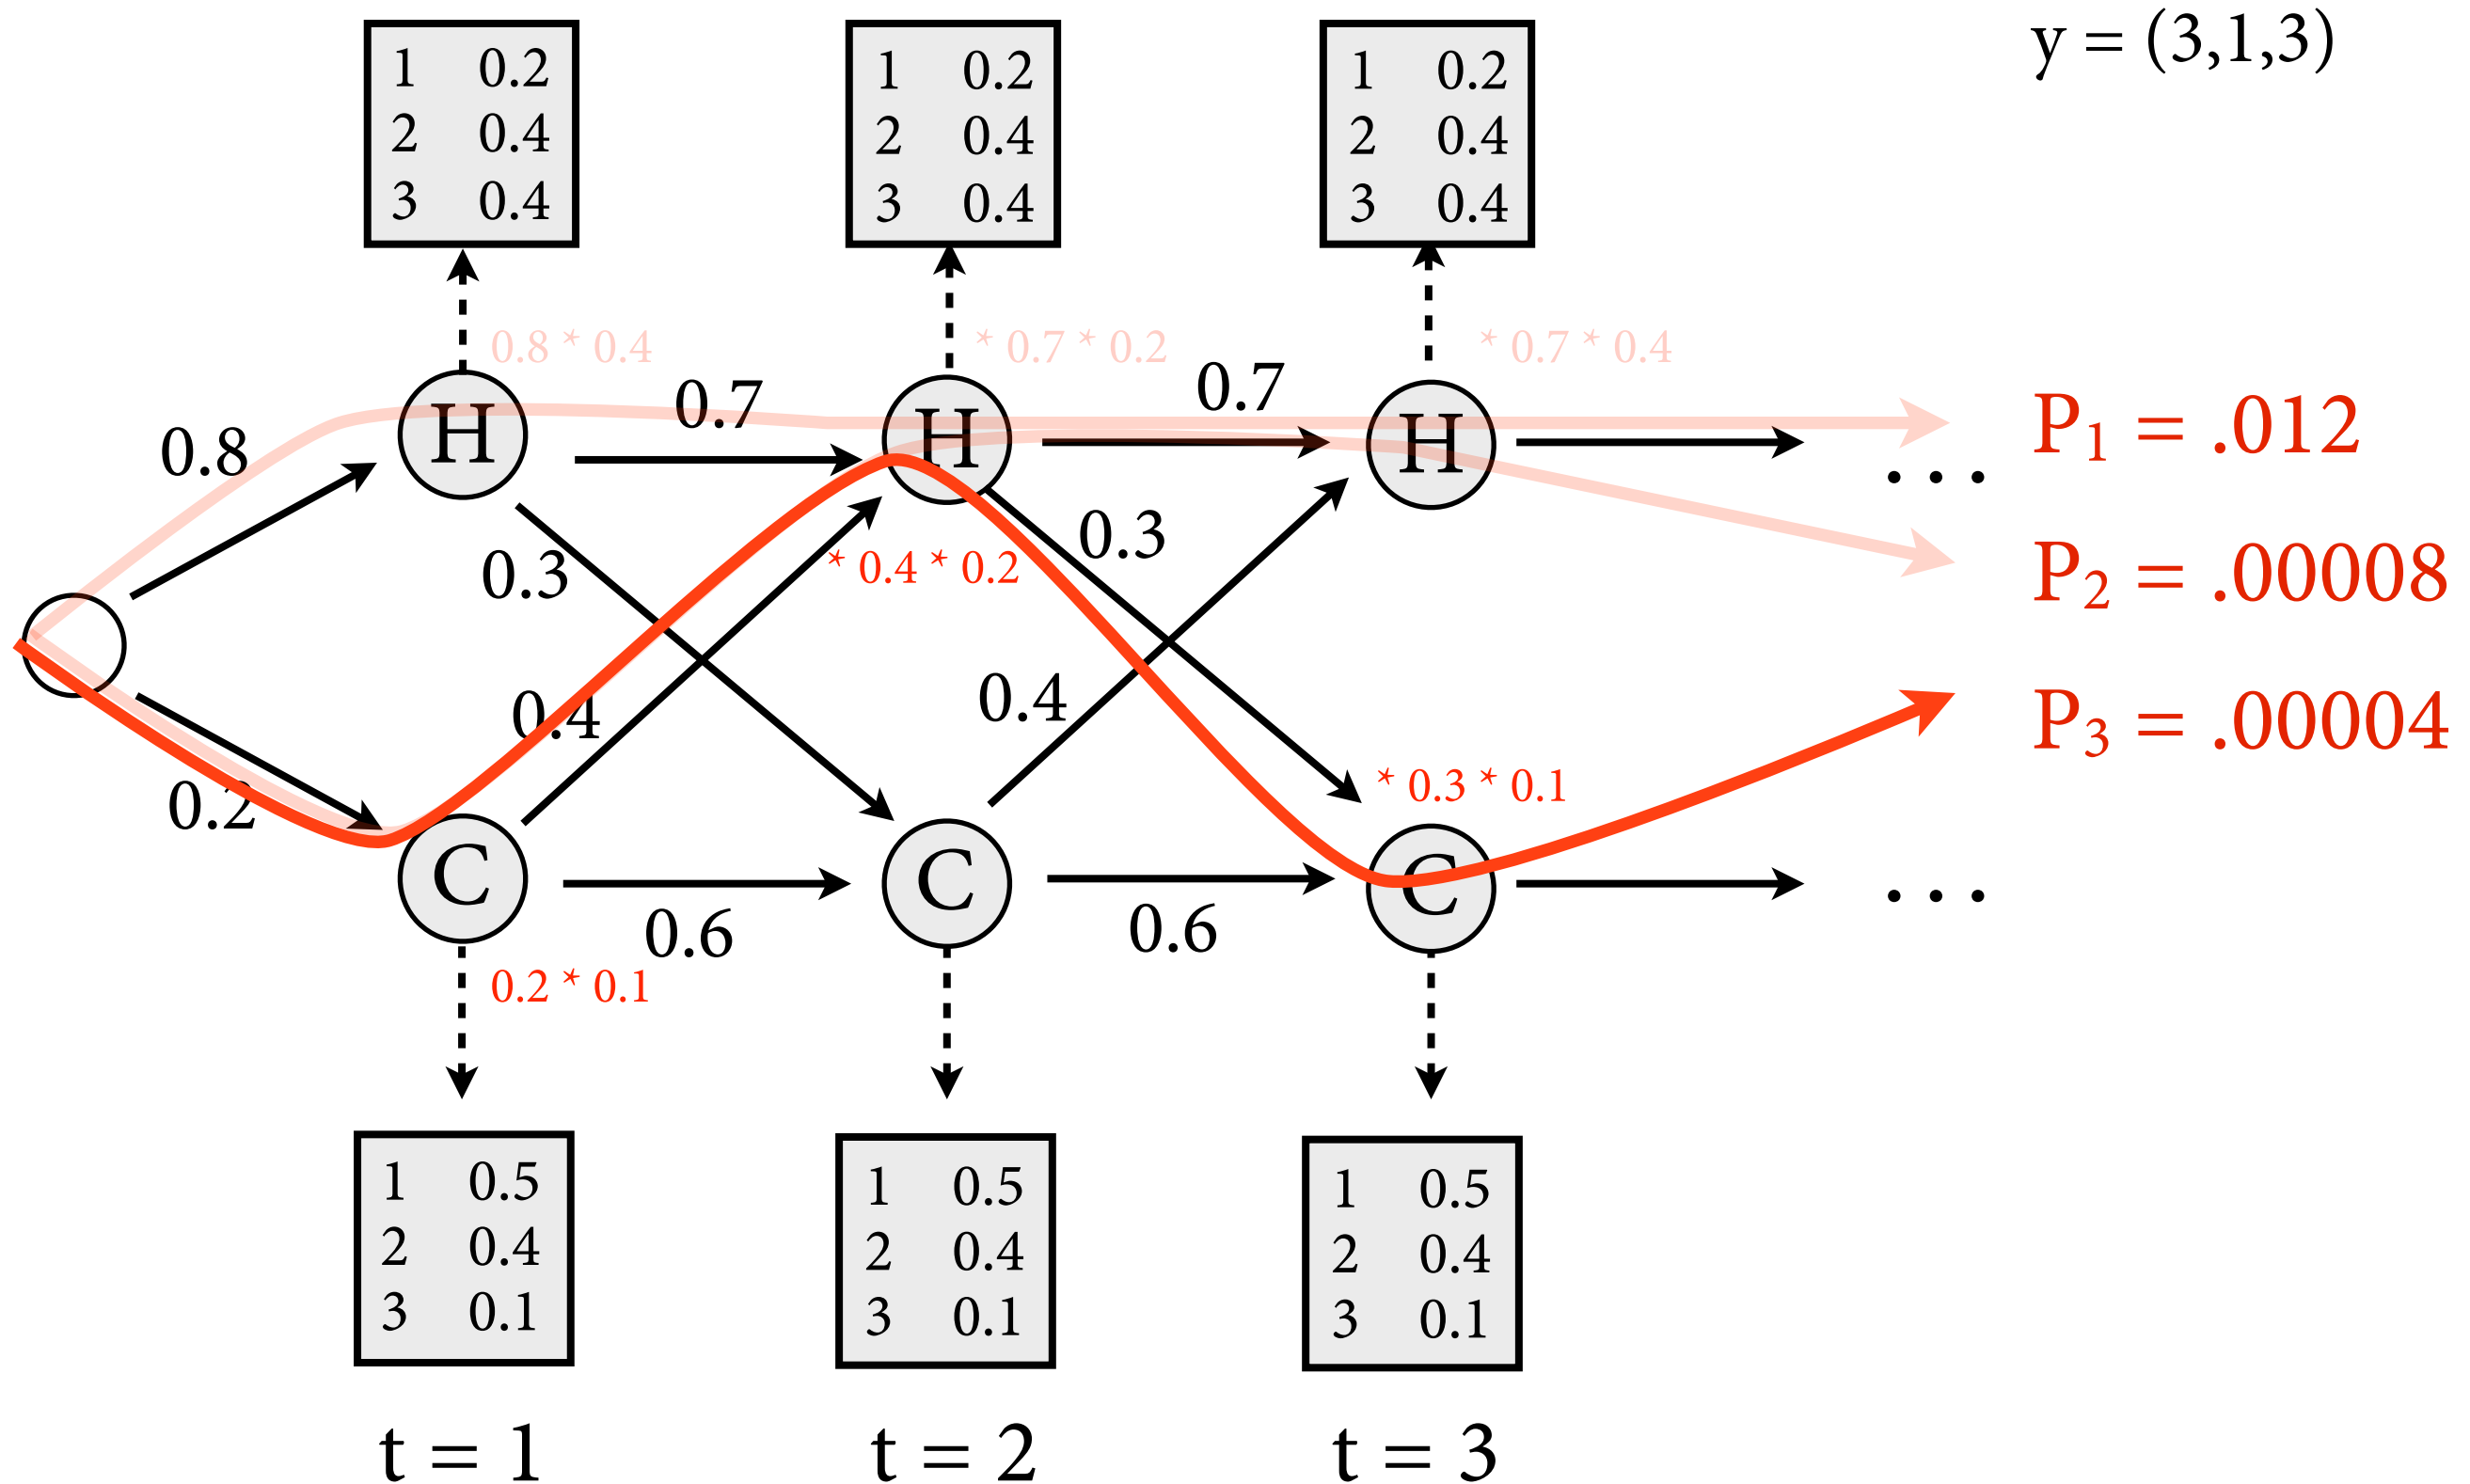 y = (3,1,3)
1 0.2
2 0.4
3 0.4
1 0.2
2 0.4
3 0.4
1 0.2
2 0.4
3 0.4
0.8 * 0.4
* 0.7 * 0.2
* 0.7 * 0.4
0.8
H
0.7
H
0.7
H
...
P1 = .012
0.3
* 0.4 * 0.2
0.3
P2 = .00008
0.4
0.4
P3 = .00004
0.2
* 0.3 * 0.1
C
C
C
...
0.6
0.6
0.2 * 0.1
1 0.5
2 0.4
3 0.1
1 0.5
2 0.4
3 0.1
1 0.5
2 0.4
3 0.1
t = 1
t = 2
t = 3